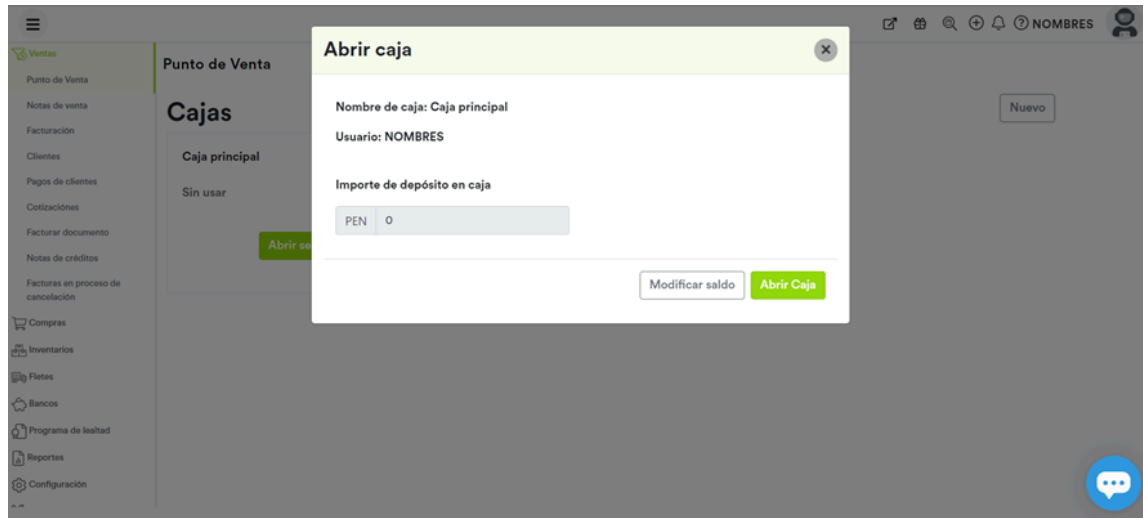 NOMBRES
Ventas
Punto de Venta
Notas de venta
Facturación
Clientes
Pagos de clientes
Cotizaciónes
Facturar documento
Notas de créditos
Facturas en proceso de
cancelación
Compras
Inventarios
Fletes
Bancos
Programa de lealtad
Reportes
Configuración
Punto de Venta
Cajas
Nuevo
Caja principal
Sin usar
Abrir se
Abrir caja
Nombre de caja: Caja principal
Usuario: NOMBRES
Importe de depósito en caja
PEN 0
Modificar saldo
Abrir Caja